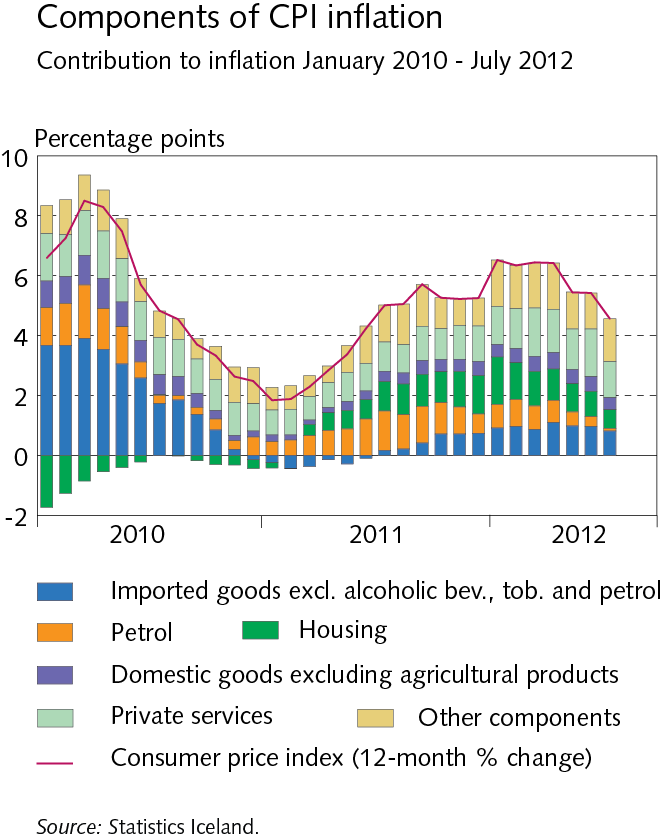 Components of CPI inflation
Contribution to inflation January 2010 - July 2012
Percentage points
10
8
6
4
2
0
-2
2010 2011 2012
Imported goods excl. alcoholic bev., tob. and petrol
Petrol Housing
Domestic goods excluding agricultural products
Private services Other components
Consumer price index (12-month % change)
Source: Statistics Iceland.